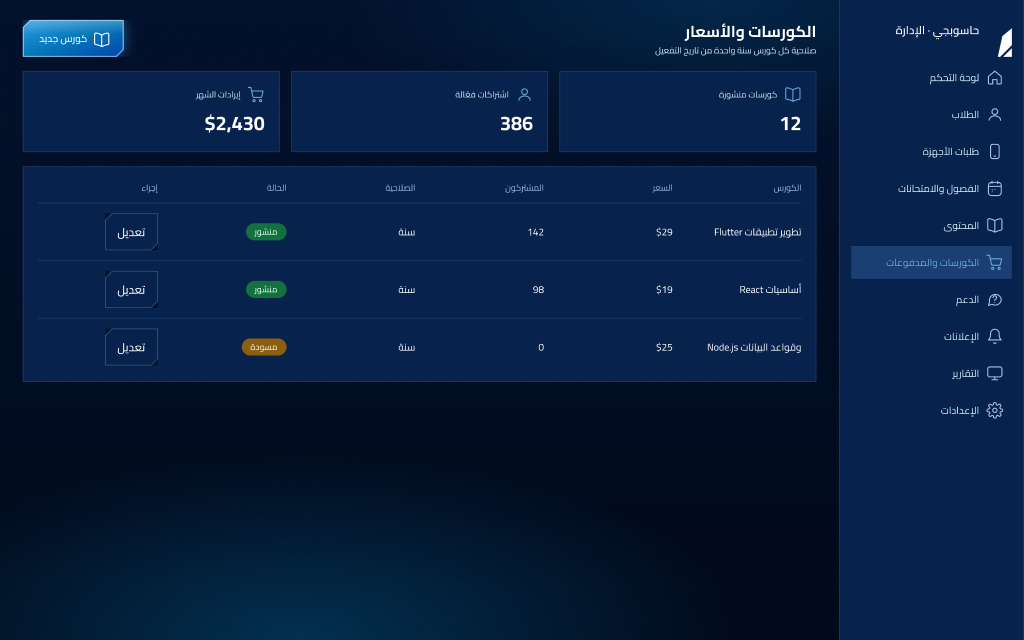 حاسوبجي · الإدارة
لوحة التحكم
الطلاب
طلبات الأجهزة
الفصول والامتحانات
المحتوى
الكورسات والمدفوعات
الدعم
الإعلانات
التقارير
الإعدادات
الكورسات والأسعار
صلاحية كل كورس سنة واحدة من تاريخ التفعيل
كورس جديد
كورسات منشورة
12
اشتراكات فعّالة
386
إيرادات الشهر
$2,430
الكورس السعر المشتركون الصلاحية الحالة إجراء
تطوير تطبيقات Flutter $29 142 سنة منشور تعديل
أساسيات React $19 98 سنة منشور تعديل
Node.js وقواعد البيانات $25 0 سنة مسودة تعديل